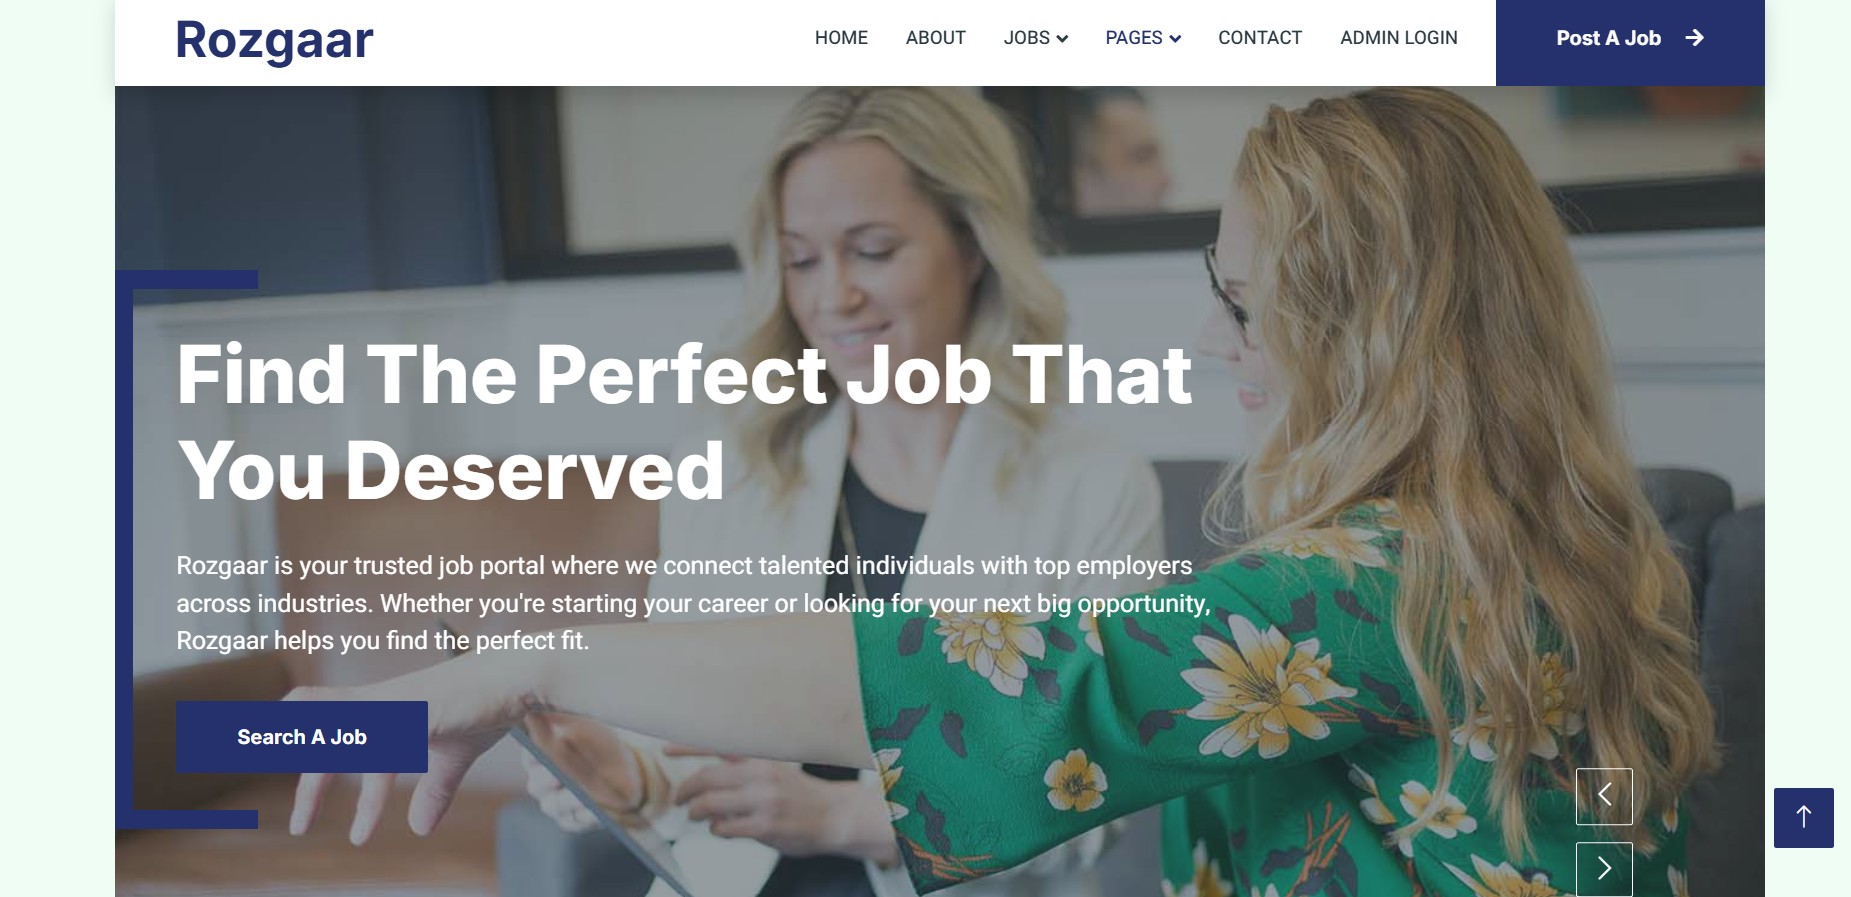 Rozgaar
HOME ABOUT JOBS PAGES CONTACT ADMIN LOGIN Post A Job
Find The Perfect Job That
You Deserved
Rozgaar is your trusted job portal where we connect talented individuals with top employers
across industries. Whether you're starting your career or looking for your next big opportunity,
Rozgaar helps you find the perfect fit.
Search A Job